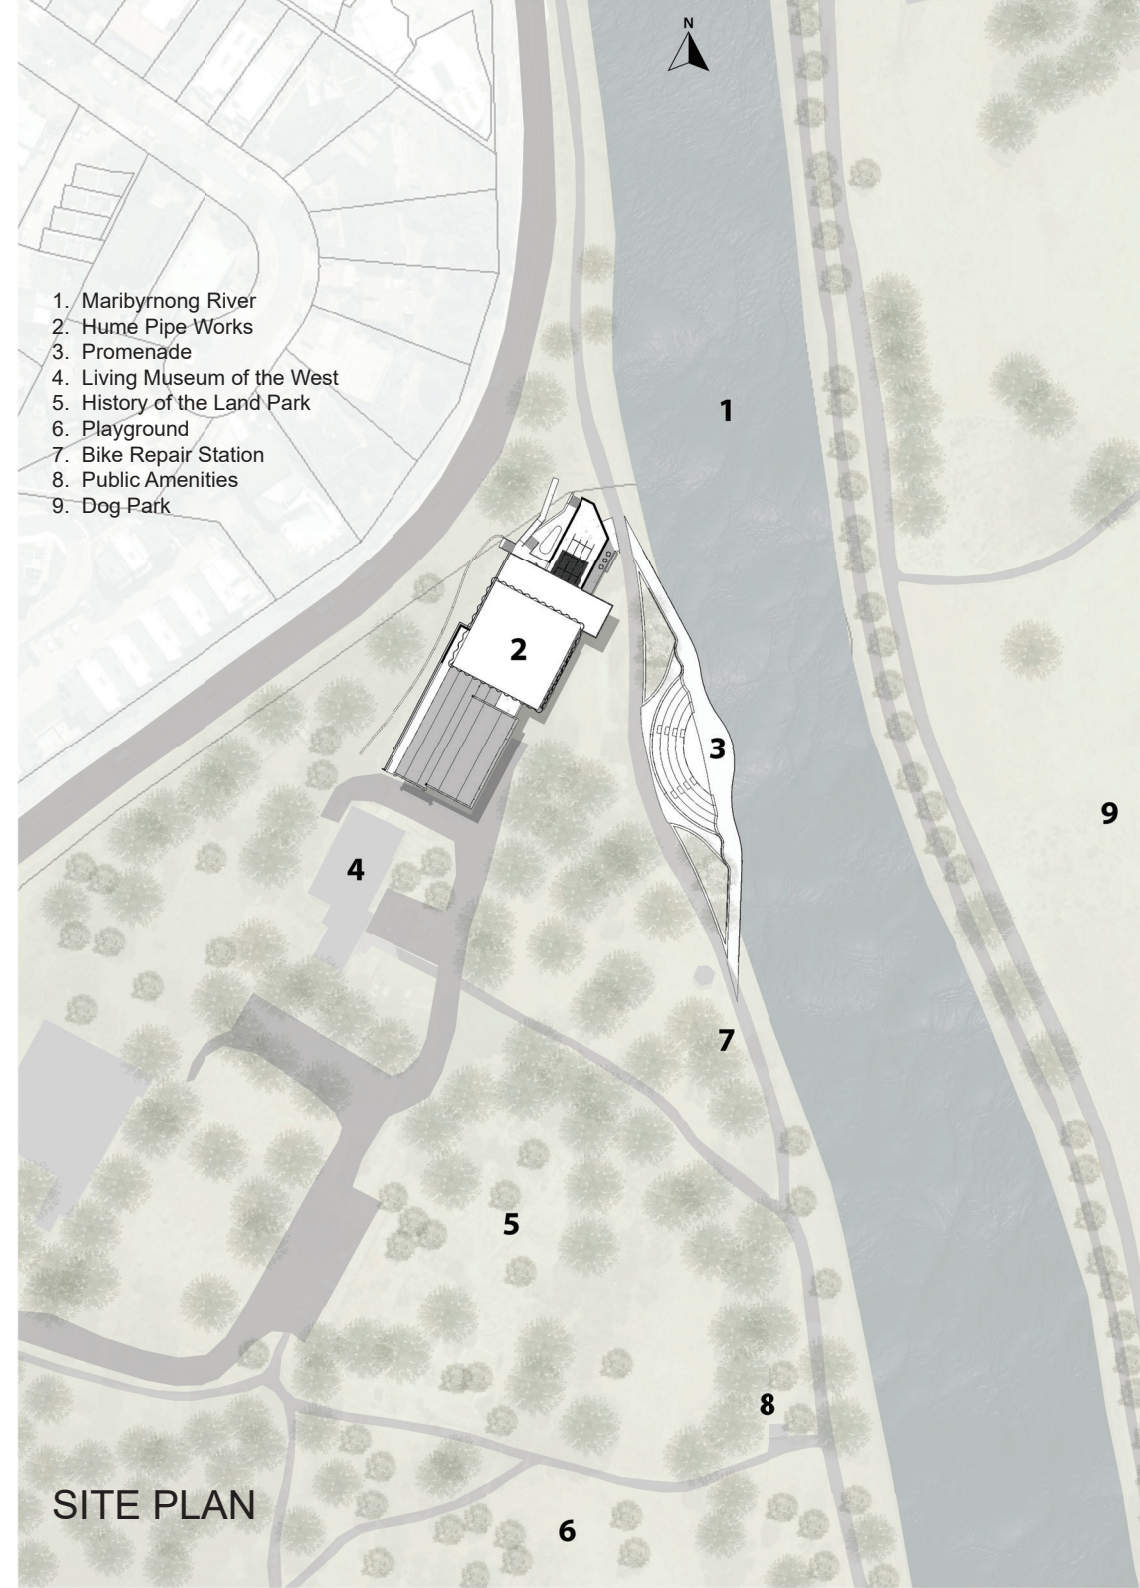 N
1. Maribyrnong River
2. Hume Pipe Works
3. Promenade
4. Living Museum of the West
5. History of the Land Park
6. Playground
7. Bike Repair Station
8. Public Amenities
9. Dog Park
1
2
3
9
4
7
5
8
SITE PLAN
6